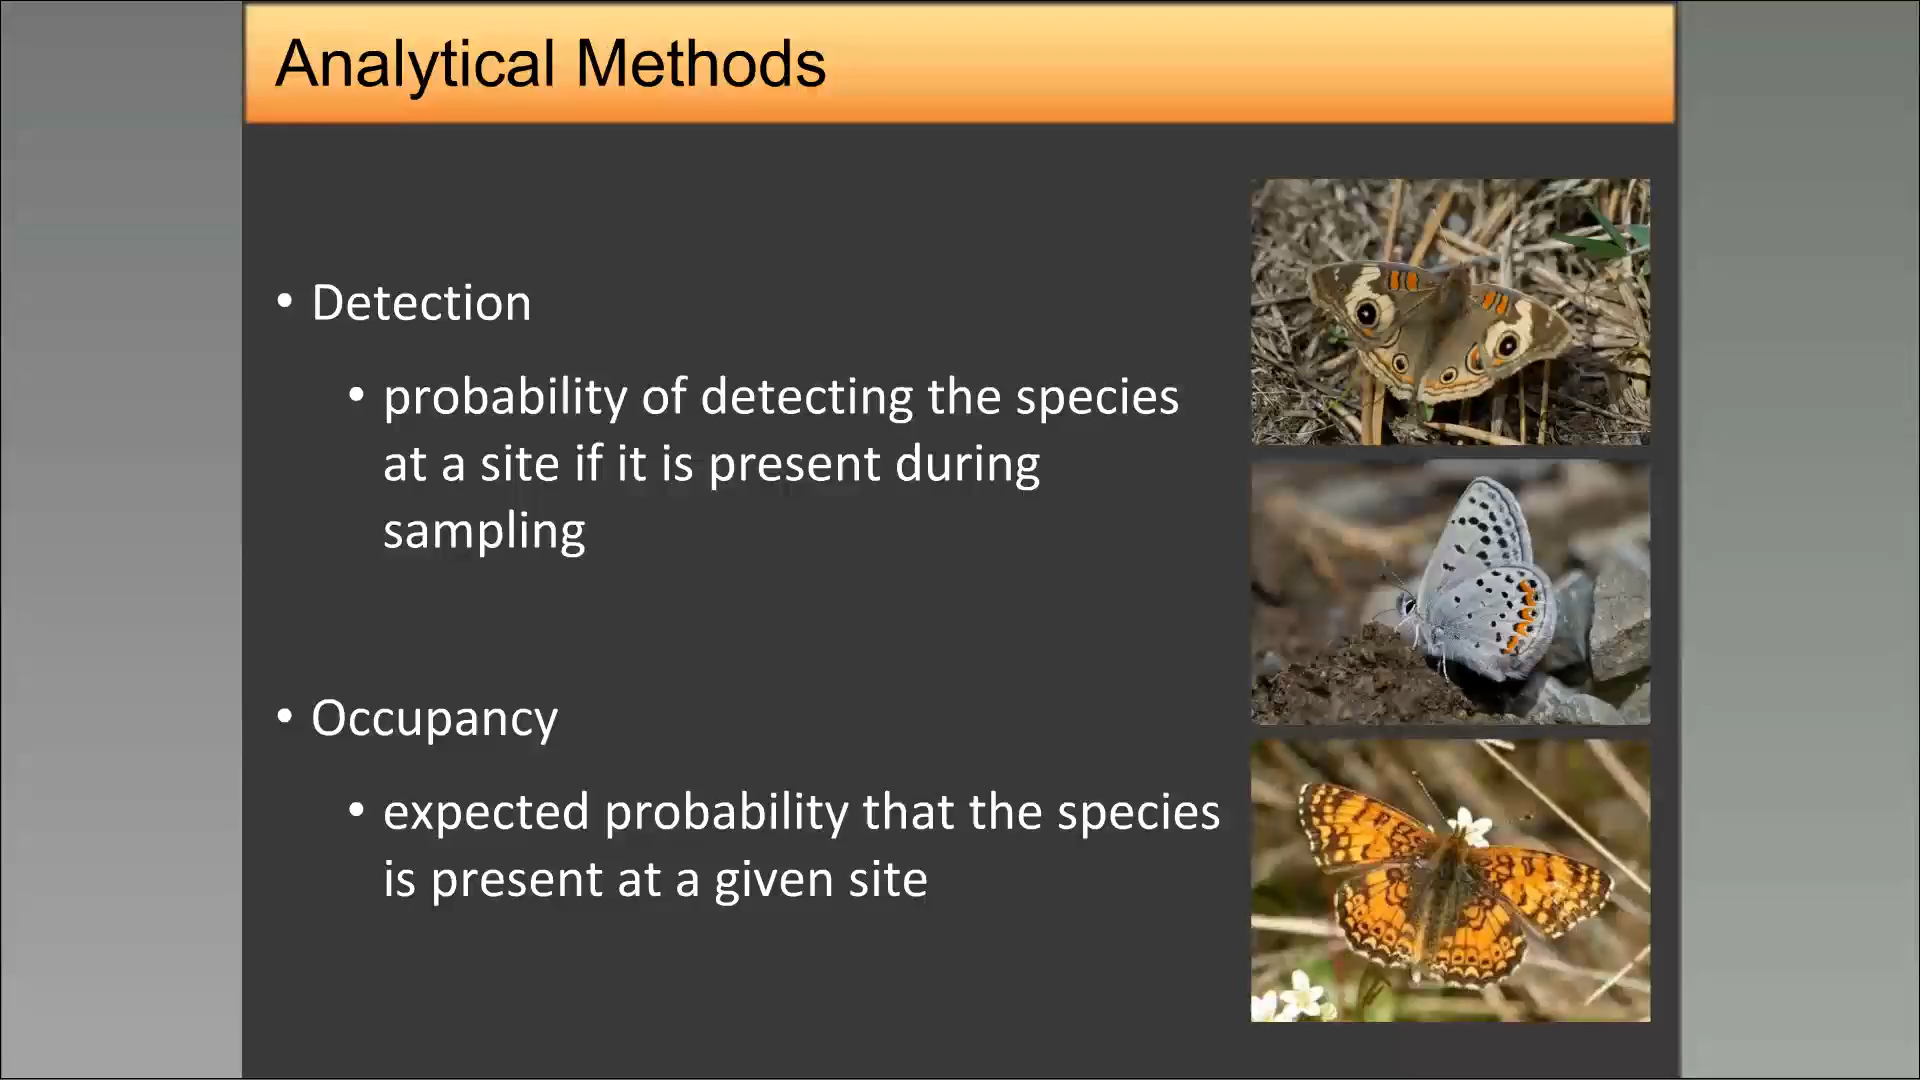 Analytical Methods
• Detection
• probability of detecting the species
at a site if it is present during
sampling
• Occupancy
• expected probability that the species
is present at a given site